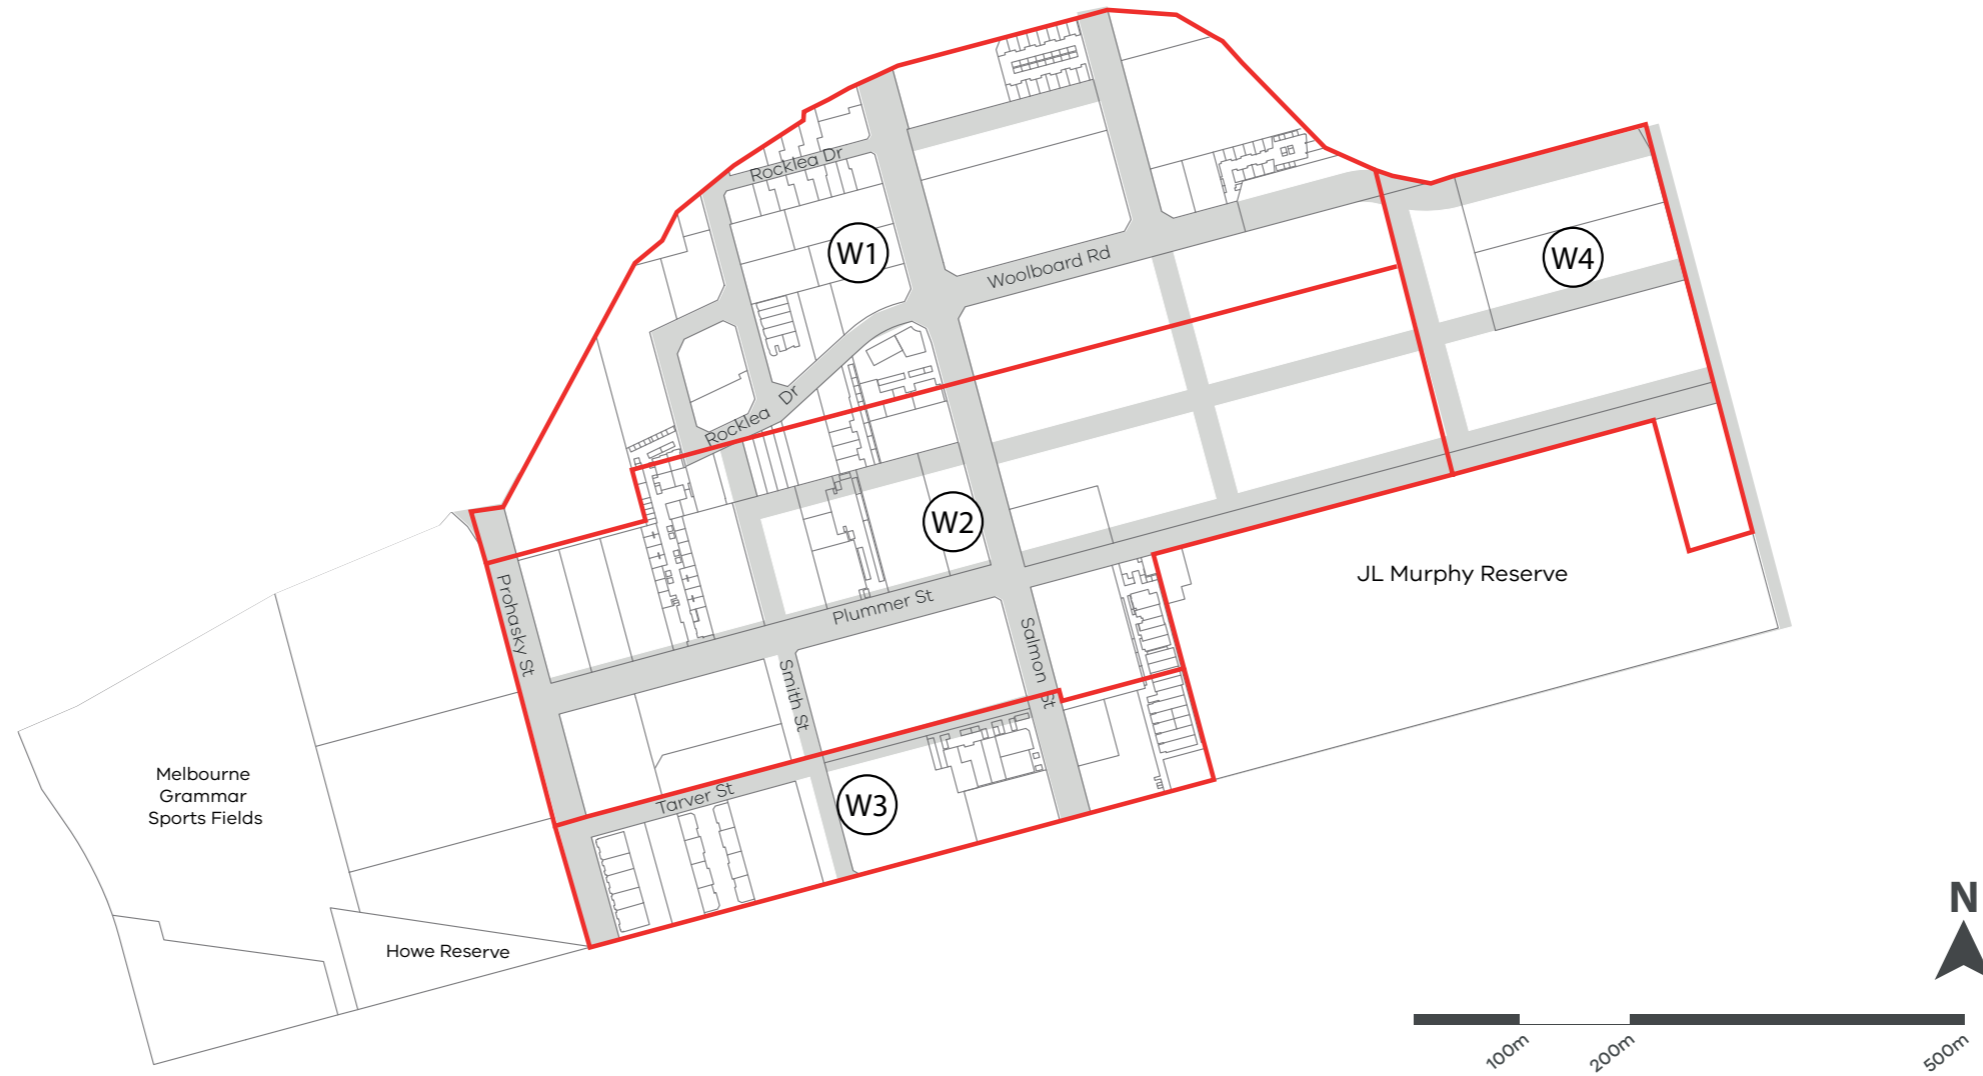 Rocklea Dr
W1
Woolboard Rd
W4
Rocklea Dr
W2
JL Murphy Reserve
Prohasky St
Plummer St
Salmon St
Smith St
Melbourne
Grammar
Sports Fields
Tarver St
W3
Howe Reserve
N
100m
200m
500m